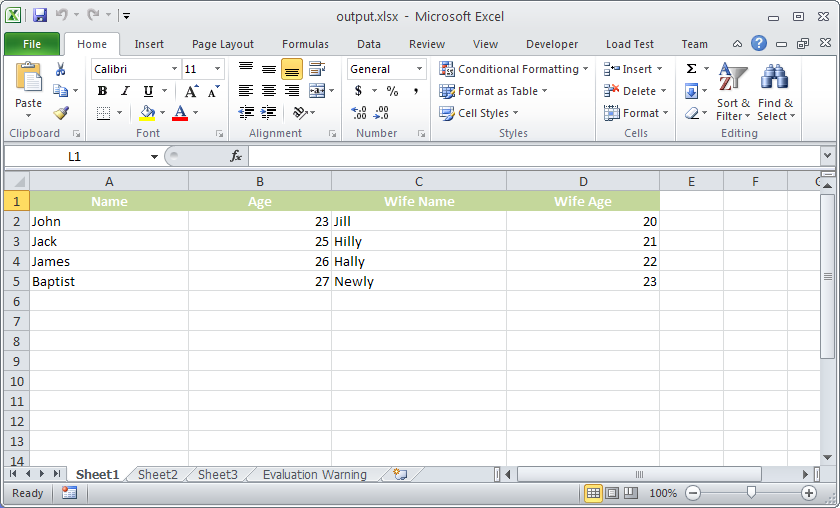 output.xlsx - Microsoft Excel
File Home Insert Page Layout Formulas Data Review View Developer Load Test Team
Calibri 11 General Conditional Formatting Insert Σ
Paste B I U A A $ % , Format as Table Delete Sort & Find &
A .00 .0 Cell Styles Format Filter Select
Clipboard Font Alignment Number Styles Cells Editing
L1 fx
A B C D E F G
1 Name Age Wife Name Wife Age
2 John 23 Jill 20
3 Jack 25 Hilly 21
4 James 26 Hally 22
5 Baptist 27 Newly 23
6
7
8
9
10
11
12
13
14
Sheet1 Sheet2 Sheet3 Evaluation Warning
Ready 100%